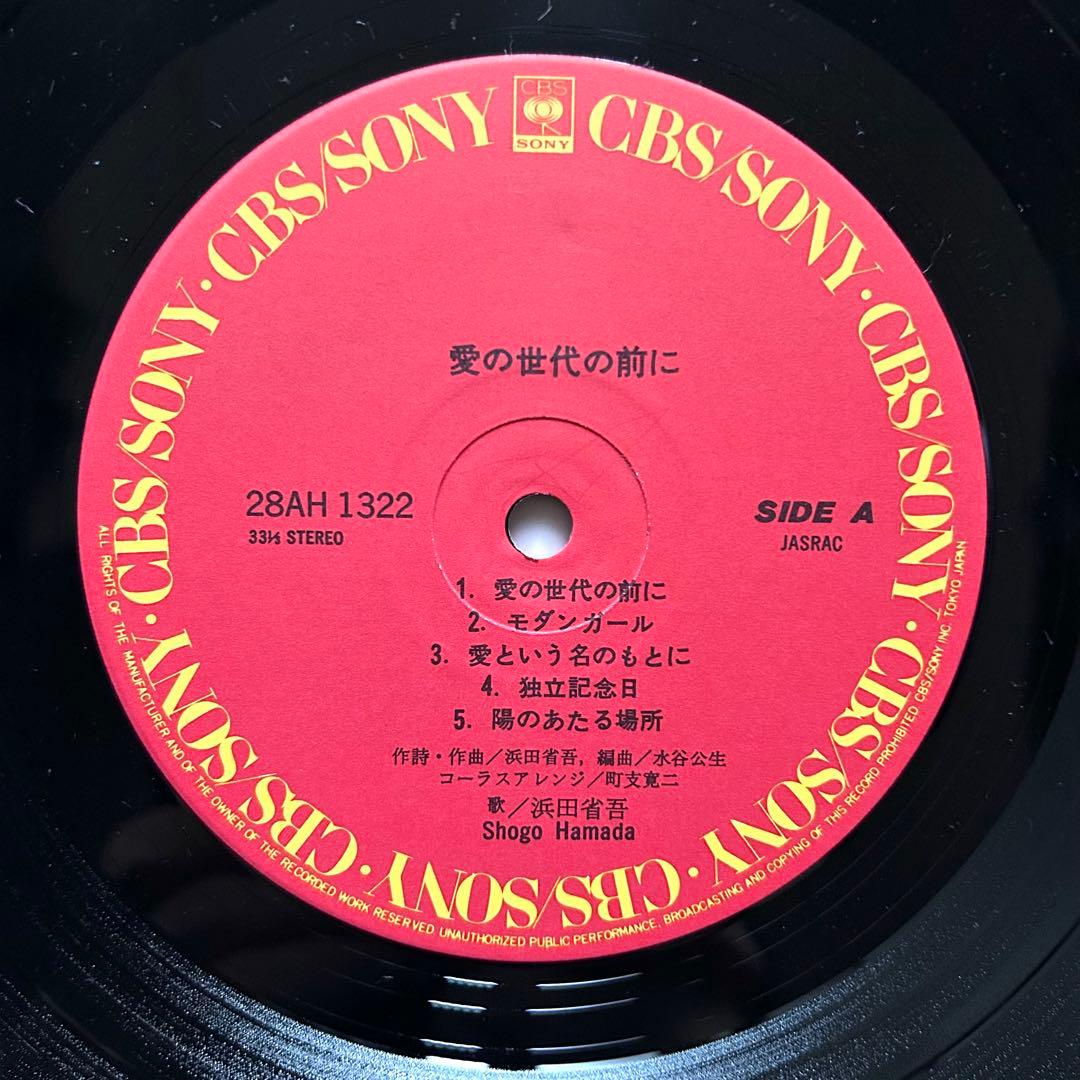 CBS
SONY
CBS/SONY · CBS/SONY · CBS/SONY · CBS/SONY · CBS/SONY · CBS/SONY · CBS/SONY · CBS/SONY · CBS/SONY
愛の世代の前に
28AH 1322
33⅓ STEREO
SIDE A
JASRAC
1. 愛の世代の前に
2. モダンガール
3. 愛という名のもとに
4. 独立記念日
5. 陽のあたる場所
作詩・作曲／浜田省吾, 編曲／水谷公生
コーラスアレンジ／町支寛二
歌／浜田省吾
Shogo Hamada
ALL RIGHTS OF THE MANUFACTURER AND OF THE OWNER OF THE RECORDED WORK RESERVED UNAUTHORIZED PUBLIC PERFORMANCE, BROADCASTING AND COPYING OF THIS RECORD PROHIBITED CBS/SONY INC. TOKYO JAPAN